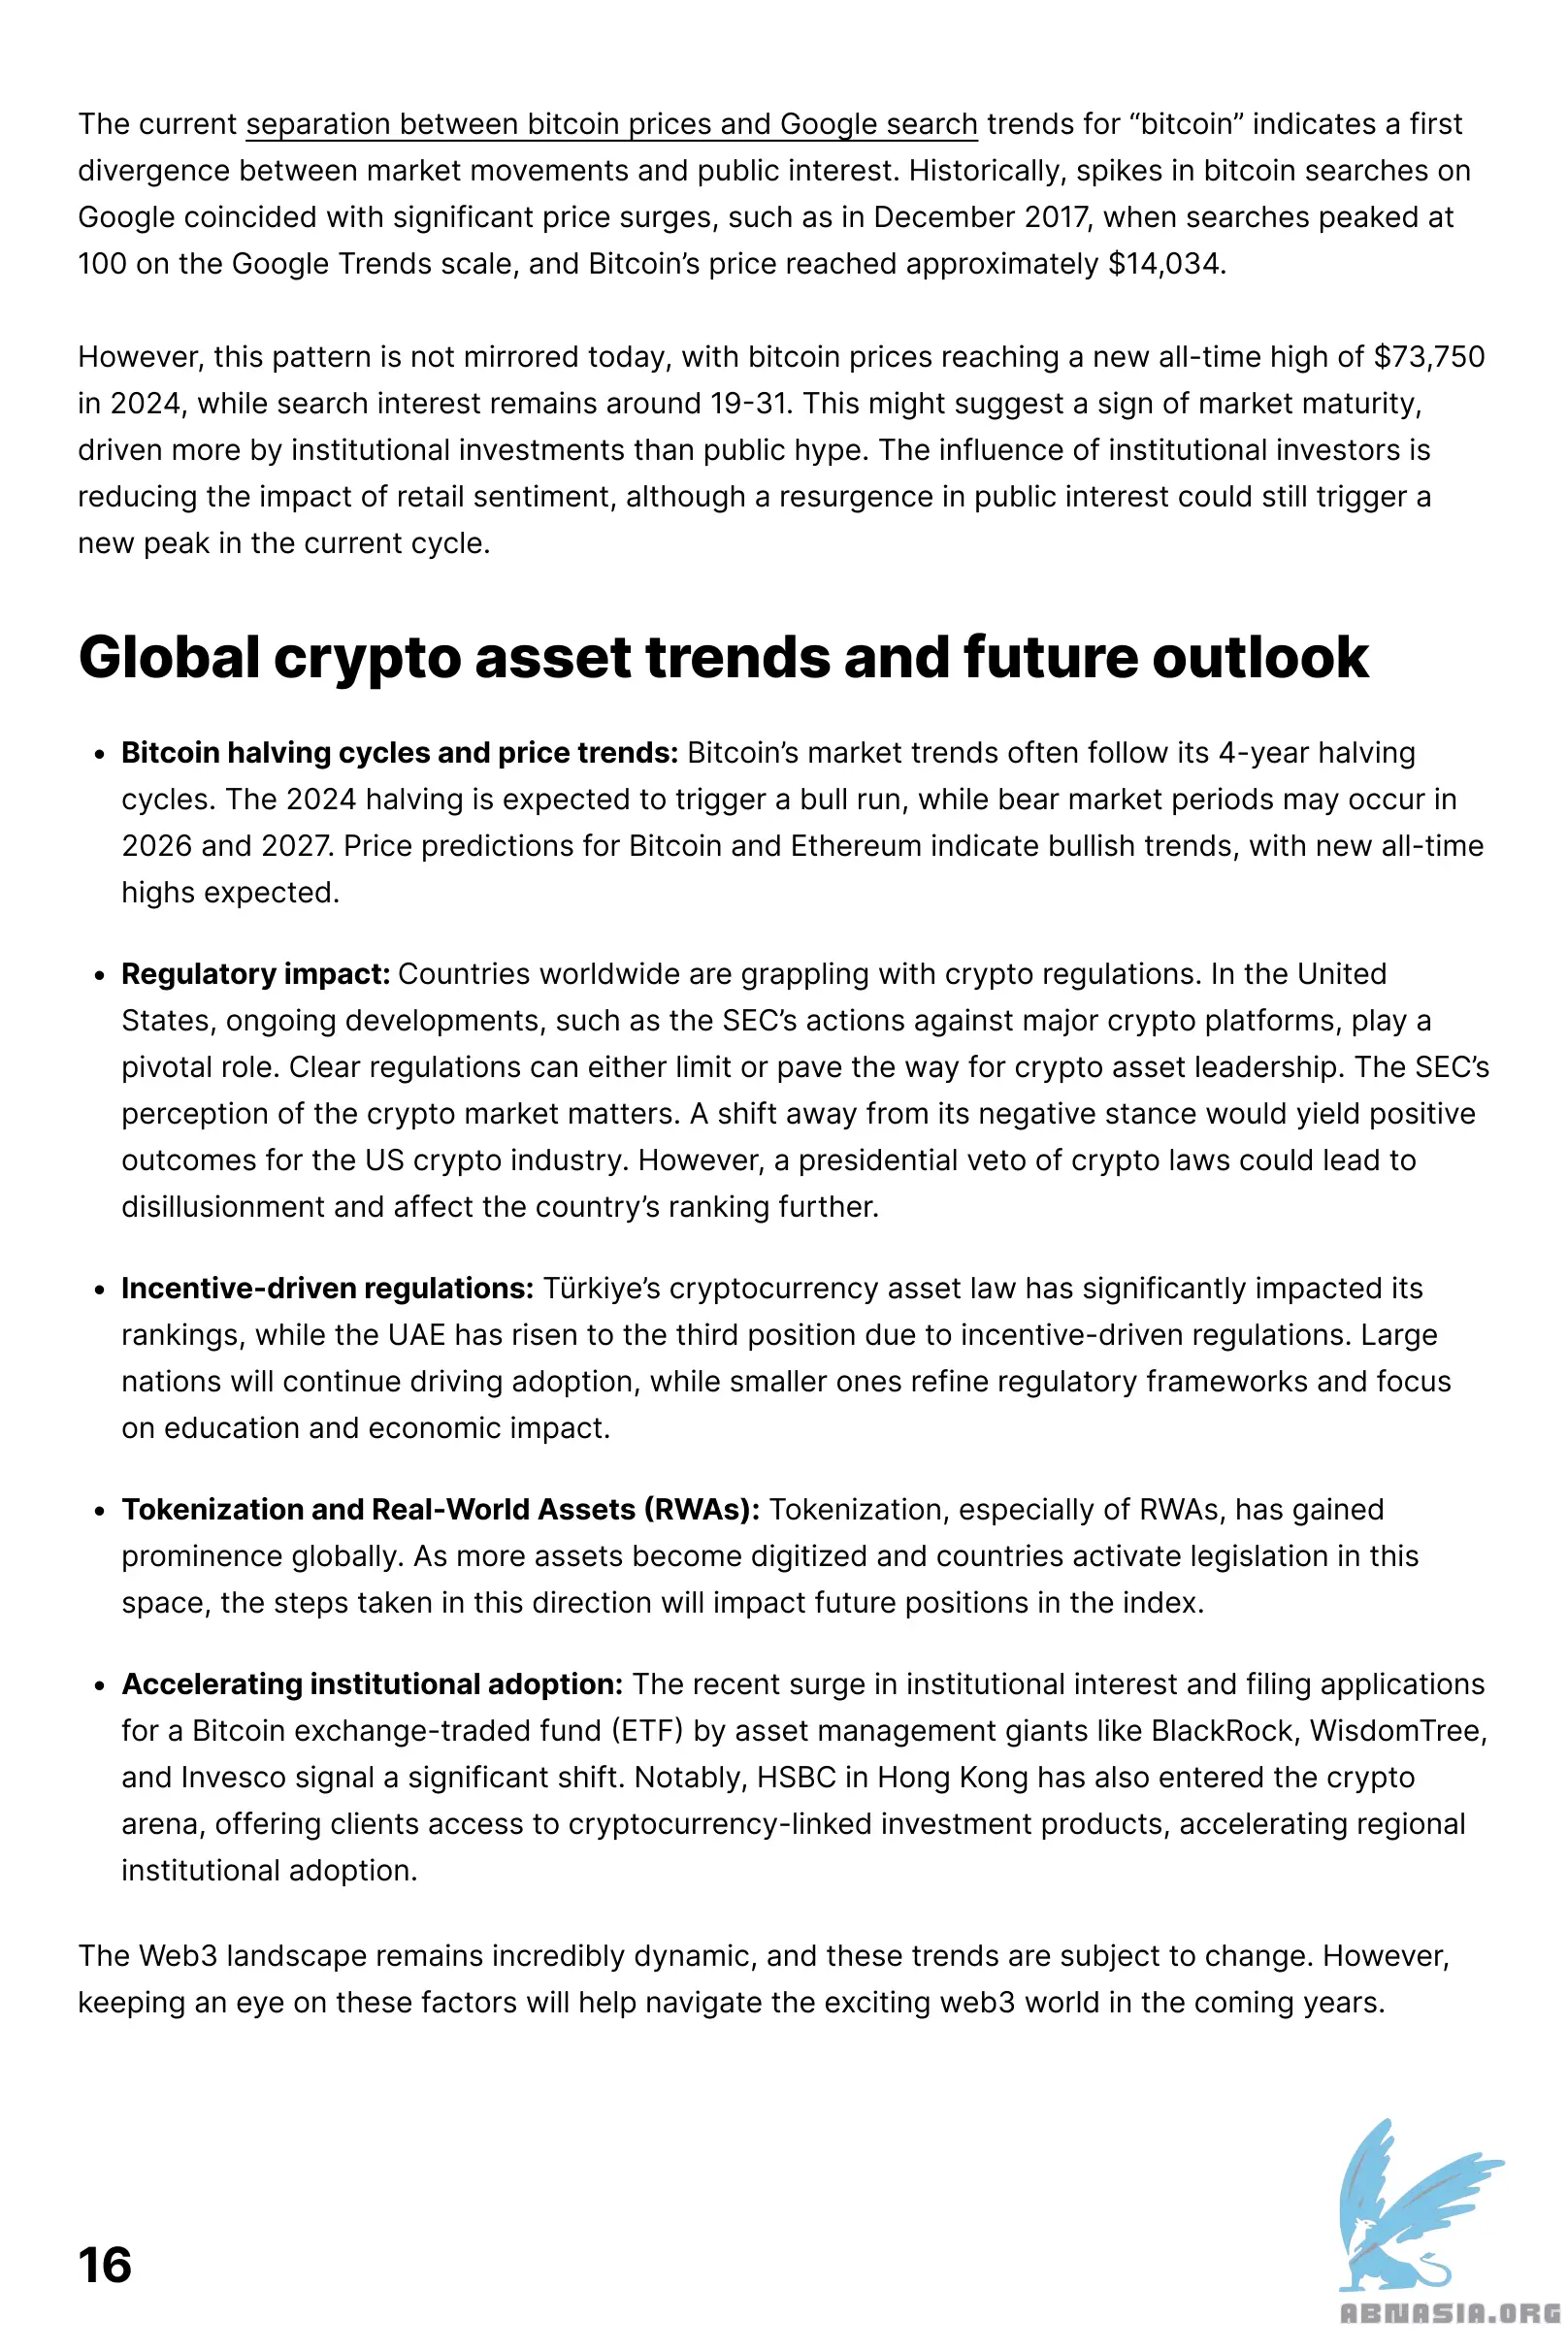 The current separation between bitcoin prices and Google search trends for “bitcoin” indicates a first
divergence between market movements and public interest. Historically, spikes in bitcoin searches on
Google coincided with significant price surges, such as in December 2017, when searches peaked at
100 on the Google Trends scale, and Bitcoin’s price reached approximately $14,034.
However, this pattern is not mirrored today, with bitcoin prices reaching a new all-time high of $73,750
in 2024, while search interest remains around 19-31. This might suggest a sign of market maturity,
driven more by institutional investments than public hype. The influence of institutional investors is
reducing the impact of retail sentiment, although a resurgence in public interest could still trigger a
new peak in the current cycle.
Global crypto asset trends and future outlook
• Bitcoin halving cycles and price trends: Bitcoin’s market trends often follow its 4-year halving
cycles. The 2024 halving is expected to trigger a bull run, while bear market periods may occur in
2026 and 2027. Price predictions for Bitcoin and Ethereum indicate bullish trends, with new all-time
highs expected.
• Regulatory impact: Countries worldwide are grappling with crypto regulations. In the United
States, ongoing developments, such as the SEC’s actions against major crypto platforms, play a
pivotal role. Clear regulations can either limit or pave the way for crypto asset leadership. The SEC’s
perception of the crypto market matters. A shift away from its negative stance would yield positive
outcomes for the US crypto industry. However, a presidential veto of crypto laws could lead to
disillusionment and affect the country’s ranking further.
• Incentive-driven regulations: Türkiye’s cryptocurrency asset law has significantly impacted its
rankings, while the UAE has risen to the third position due to incentive-driven regulations. Large
nations will continue driving adoption, while smaller ones refine regulatory frameworks and focus
on education and economic impact.
• Tokenization and Real-World Assets (RWAs): Tokenization, especially of RWAs, has gained
prominence globally. As more assets become digitized and countries activate legislation in this
space, the steps taken in this direction will impact future positions in the index.
• Accelerating institutional adoption: The recent surge in institutional interest and filing applications
for a Bitcoin exchange-traded fund (ETF) by asset management giants like BlackRock, WisdomTree,
and Invesco signal a significant shift. Notably, HSBC in Hong Kong has also entered the crypto
arena, offering clients access to cryptocurrency-linked investment products, accelerating regional
institutional adoption.
The Web3 landscape remains incredibly dynamic, and these trends are subject to change. However,
keeping an eye on these factors will help navigate the exciting web3 world in the coming years.
16
ABNASIA.ORG